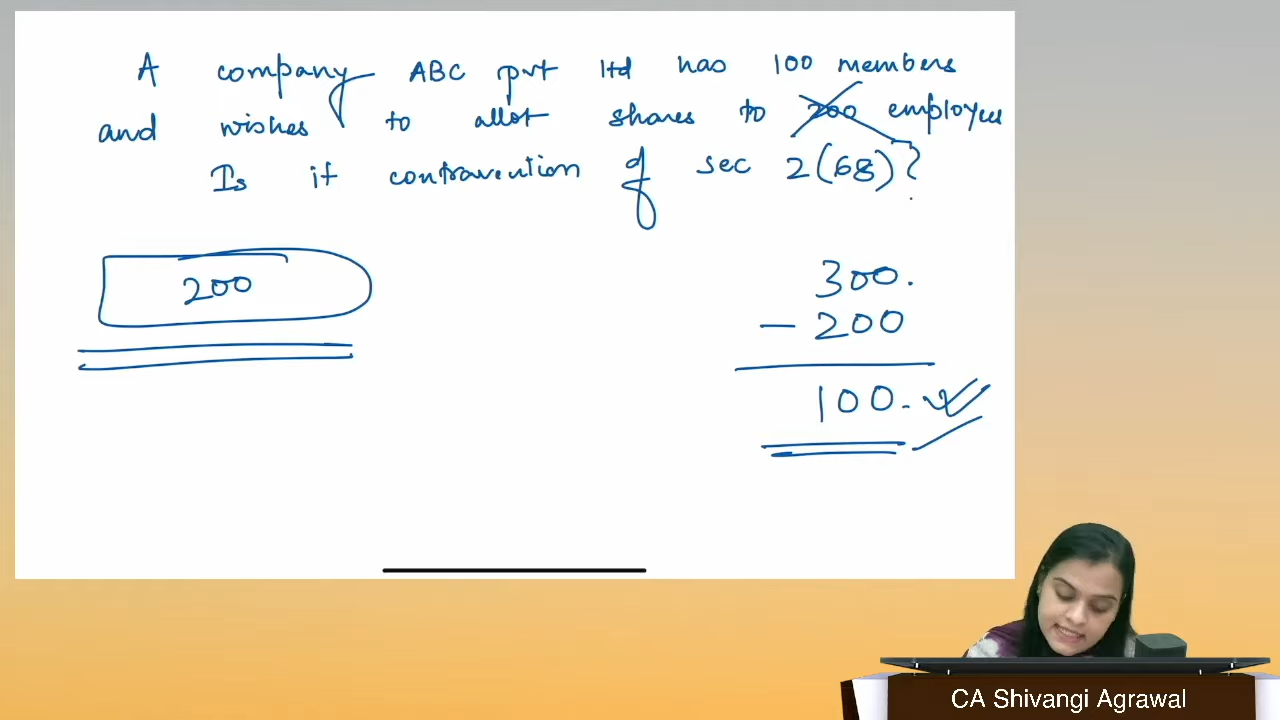 A company ABC pvt ltd has 100 members
and wishes to allot shares to 200 employees
Is it contravention of sec 2(68)?
200
300.
- 200
100.
CA Shivangi Agrawal